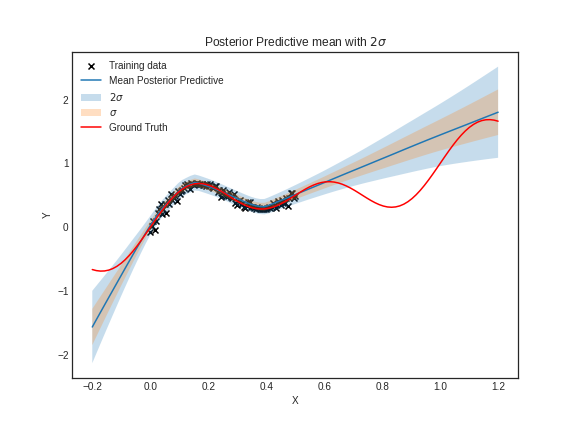 Posterior Predictive mean with 2σ
Training data
Mean Posterior Predictive
2σ
σ
Ground Truth
2
1
0
−1
−2
Y
−0.2 0.0 0.2 0.4 0.6 0.8 1.0 1.2
X